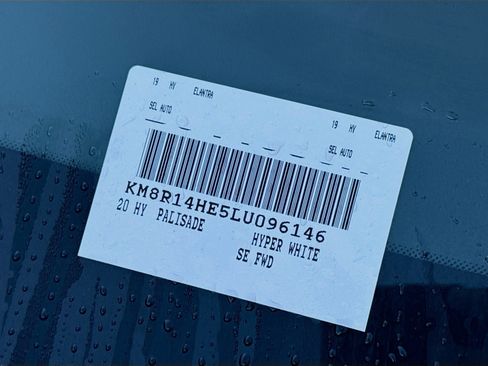 19 HY ELANTRA
SEL AUTO
19 HY ELANTRA
SEL AUTO
KM8R14HE5LU096146
20 HY PALISADE
HYPER WHITE
SE FWD